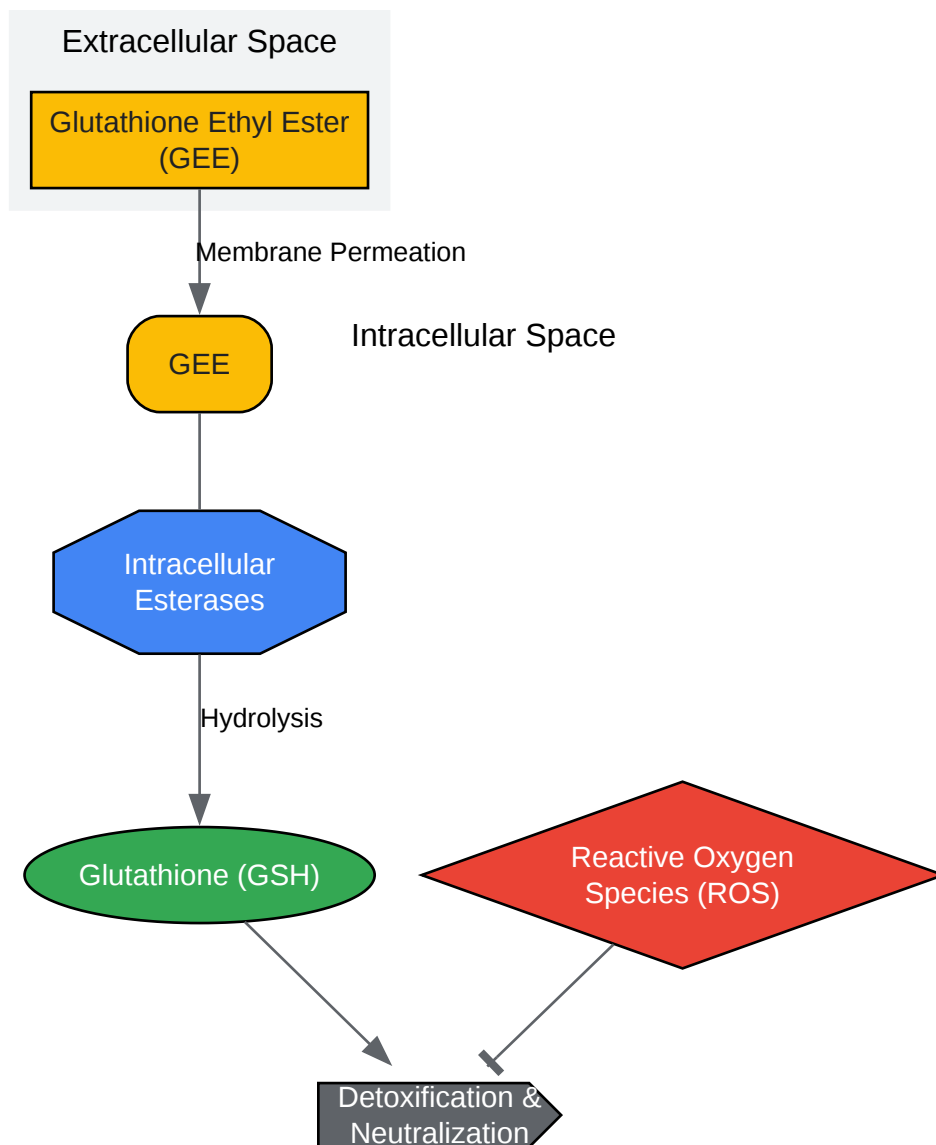 Extracellular Space
Glutathione Ethyl Ester
(GEE)
Membrane Permeation
Intracellular Space
GEE
Intracellular
Esterases
Hydrolysis
Glutathione (GSH)
Reactive Oxygen
Species (ROS)
Detoxification &
Neutralization